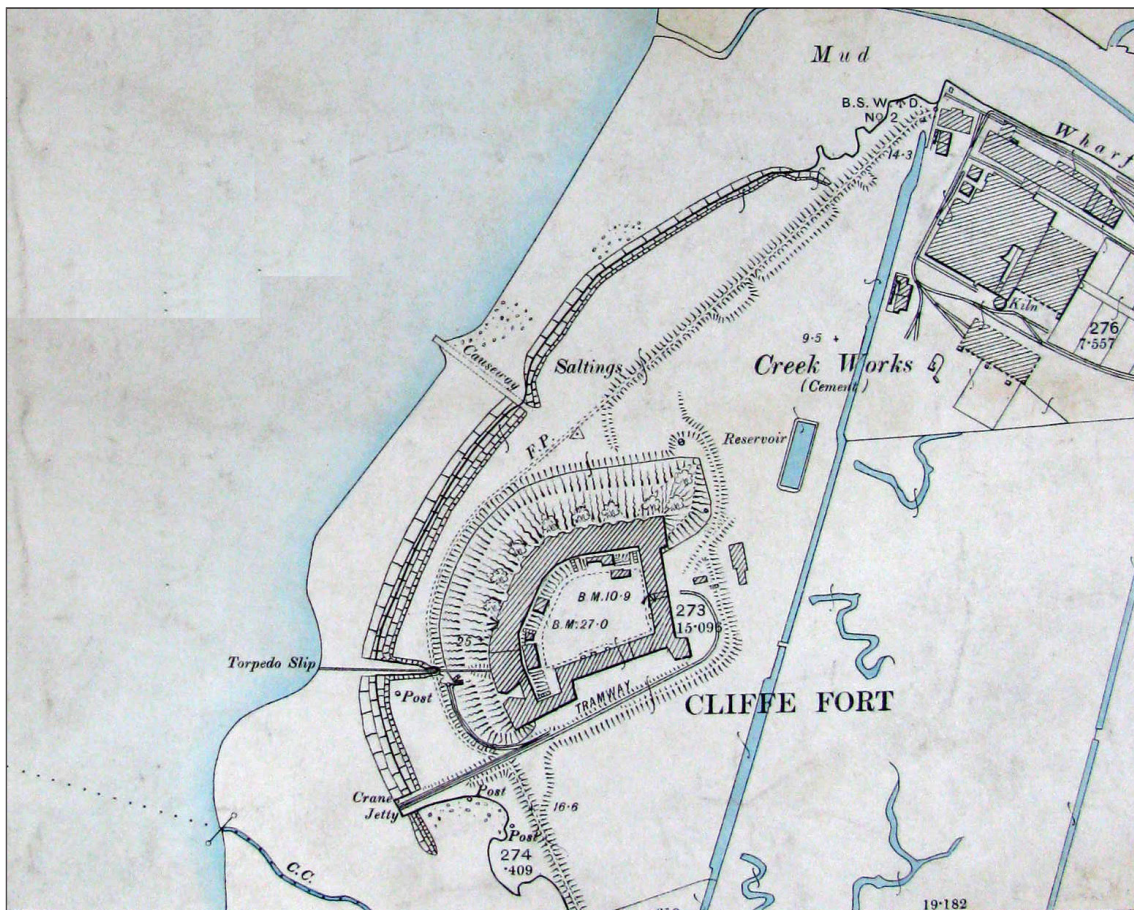 Mud
B.S. W↑D.
No 2
Wharf
14·3
Kiln
276
7·557
9·5 +
Creek Works
(Cement)
Causeway
Saltings
F.P.
Reservoir
B.M.10·9
B.M.27·0
273
15·096
Torpedo Slip
Post
TRAMWAY
CLIFFE FORT
Crane
Jetty
Post
16·6
Post
274
·409
C.C.
19·182